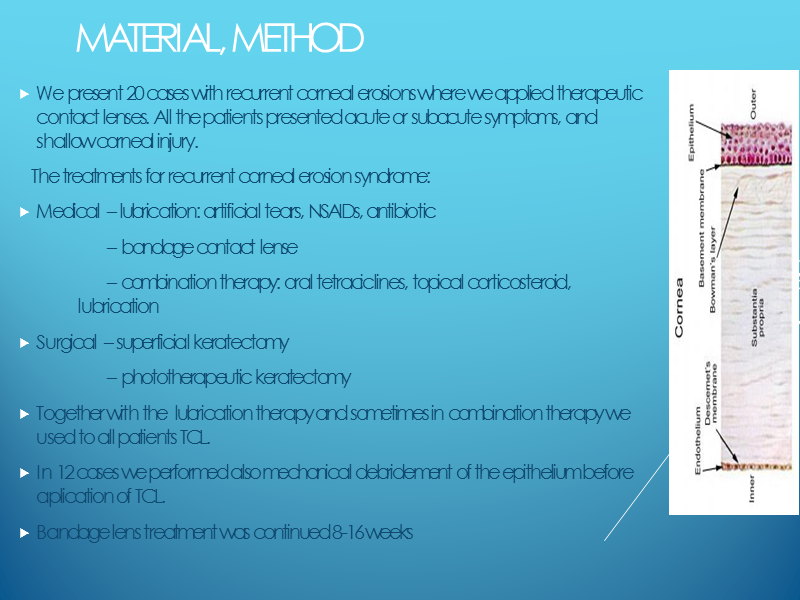 MATERIAL, METHOD
We present 20 cases with recurrent corneal erosions where we applied therapeutic
contact lenses. All the patients presented acute or subacute symptoms, and
shallow corneal injury.
The treatments for recurrent corneal erosion syndrome:
Medical – lubrication: artificial tears, NSAIDs, antibiotic
– bandage contact lense
– combination therapy: oral tetraciclines, topical corticosteroid,
lubrication
Surgical – superficial keratectomy
– phototherapeutic keratectomy
Together with the lubrication therapy and sometimes in combination therapy we
used to all patients TCL.
In 12 cases we performed also mechanical debridement of the epithelium before
aplication of TCL.
Bandage lens treatment was continued 8-16 weeks
Cornea
Outer
Epithelium
Basement membrane
Bowman's layer
Substantia
propria
Descemet's
membrane
Endothelium
Inner